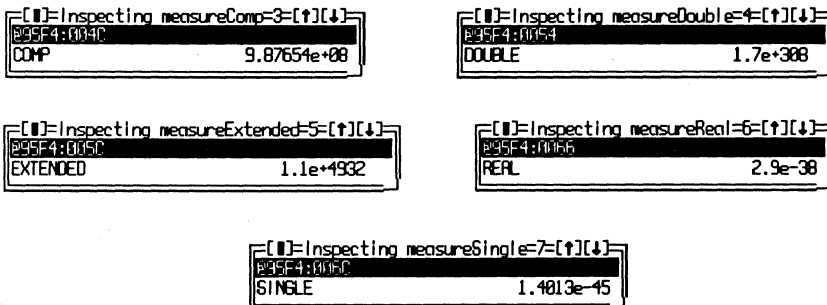 [■]=Inspecting measureComp=3=[↑][↓]
@95F4:004C
COMP 9.87654e+08
[■]=Inspecting measureDouble=4=[↑][↓]
@95F4:0054
DOUBLE 1.7e+308
[■]=Inspecting measureExtended=5=[↑][↓]
@95F4:005C
EXTENDED 1.1e+4932
[■]=Inspecting measureReal=6=[↑][↓]
@95F4:0066
REAL 2.9e-38
[■]=Inspecting measureSingle=7=[↑][↓]
@95F4:006C
SINGLE 1.4013e-45